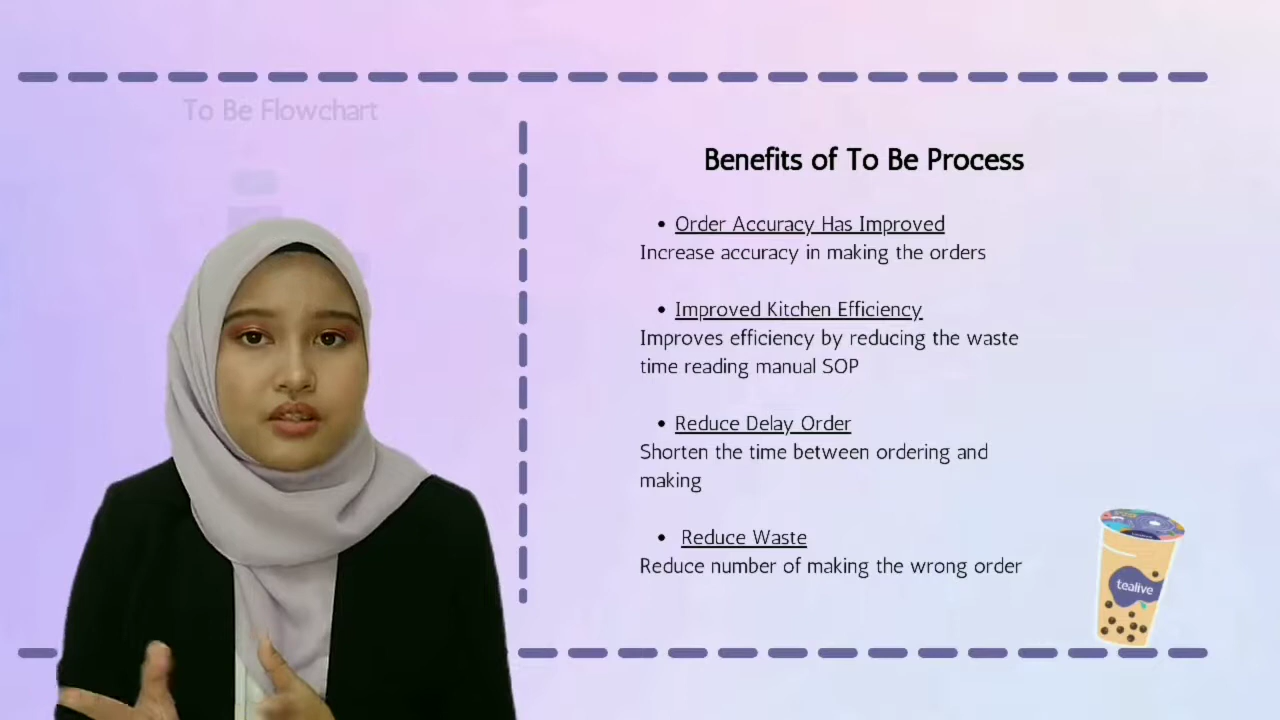 To Be Flowchart
Benefits of To Be Process
• Order Accuracy Has Improved
Increase accuracy in making the orders
• Improved Kitchen Efficiency
Improves efficiency by reducing the waste
time reading manual SOP
• Reduce Delay Order
Shorten the time between ordering and
making
• Reduce Waste
Reduce number of making the wrong order
tealive